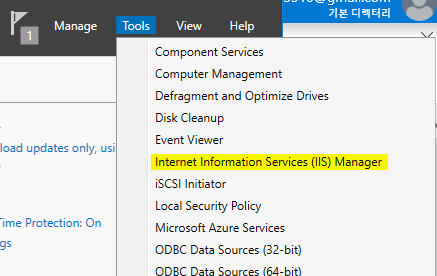 @gmail.com
기본 디렉터리
1
Manage Tools View Help
Component Services
Computer Management
Defragment and Optimize Drives
Disk Cleanup
Event Viewer
load updates only, usi
Internet Information Services (IIS) Manager
iSCSI Initiator
Local Security Policy
Time Protection: On
Microsoft Azure Services
gs
ODBC Data Sources (32-bit)
ODBC Data Sources (64-bit)